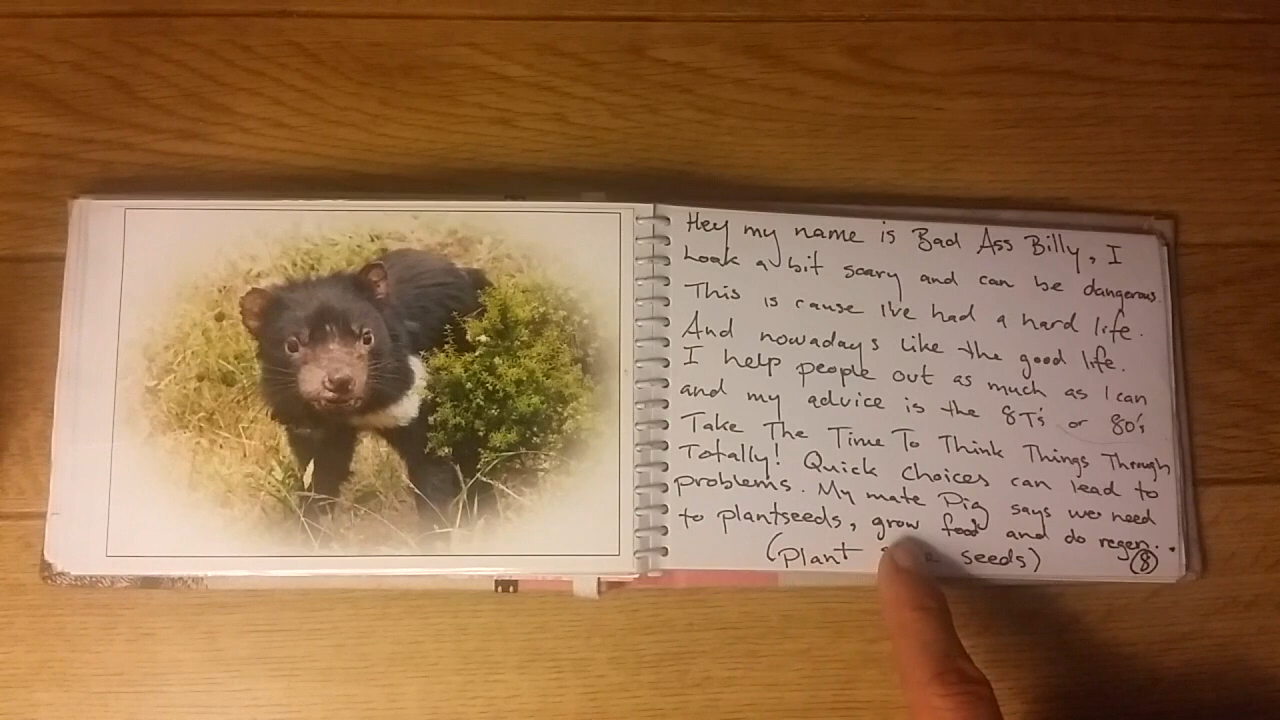 Hey my name is Bad Ass Billy, I
Look a bit scary and can be dangerous.
This is cause I've had a hard life.
And nowadays like the good life.
I help people out as much as I can
and my advice is the 8T's or 80's
Take The Time To Think Things Through
Totally! Quick Choices can lead to
problems. My mate Pig says we need
to plantseeds, grow food and do regen.
(Plant seeds)
8